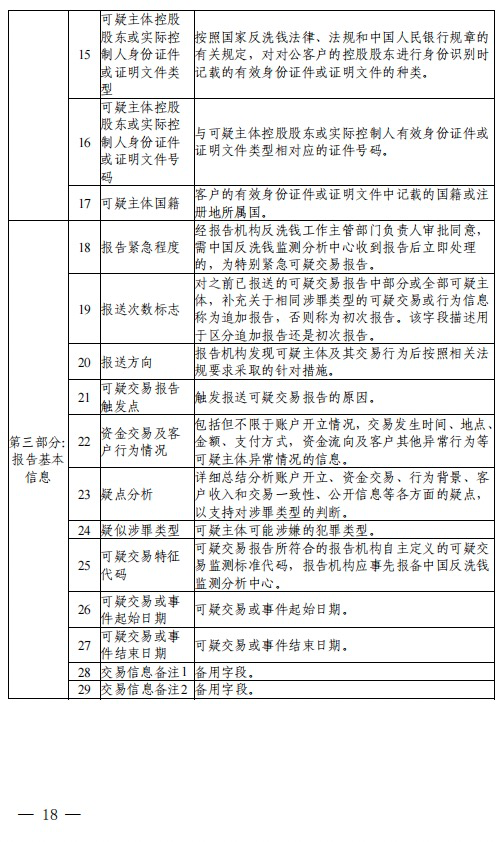 15
可疑主体控股
股东或实际控
制人身份证件
或证明文件类
型
按照国家反洗钱法律、法规和中国人民银行规章的
有关规定，对对公客户的控股股东进行身份识别时
记载的有效身份证件或证明文件的种类。
16
可疑主体控股
股东或实际控
制人身份证件
或证明文件号
码
与可疑主体控股股东或实际控制人有效身份证件或
证明文件类型相对应的证件号码。
17
可疑主体国籍
客户的有效身份证件或证明文件中记载的国籍或注
册地所属国。
第三部分:
报告基本
信息
18
报告紧急程度
经报告机构反洗钱工作主管部门负责人审批同意，
需中国反洗钱监测分析中心收到报告后立即处理
的，为特别紧急可疑交易报告。
19
报送次数标志
对之前已报送的可疑交易报告中部分或全部可疑主
体，补充关于相同涉罪类型的可疑交易或行为信息
称为追加报告，否则称为初次报告。该字段描述用
于区分追加报告还是初次报告。
20
报送方向
报告机构发现可疑主体及其交易行为后按照相关法
规要求采取的针对措施。
21
可疑交易报告
触发点
触发报送可疑交易报告的原因。
22
资金交易及客
户行为情况
包括但不限于账户开立情况，交易发生时间、地点、
金额、支付方式，资金流向及客户其他异常行为等
可疑主体异常情况的信息。
23
疑点分析
详细总结分析账户开立、资金交易、行为背景、客
户收入和交易一致性、公开信息等各方面的疑点，
以支持对涉罪类型的判断。
24
疑似涉罪类型
可疑主体可能涉嫌的犯罪类型。
25
可疑交易特征
代码
可疑交易报告所符合的报告机构自主定义的可疑交
易监测标准代码，报告机构应事先报备中国反洗钱
监测分析中心。
26
可疑交易或事
件起始日期
可疑交易或事件起始日期。
27
可疑交易或事
件结束日期
可疑交易或事件结束日期。
28
交易信息备注1
备用字段。
29
交易信息备注2
备用字段。
— 18 —